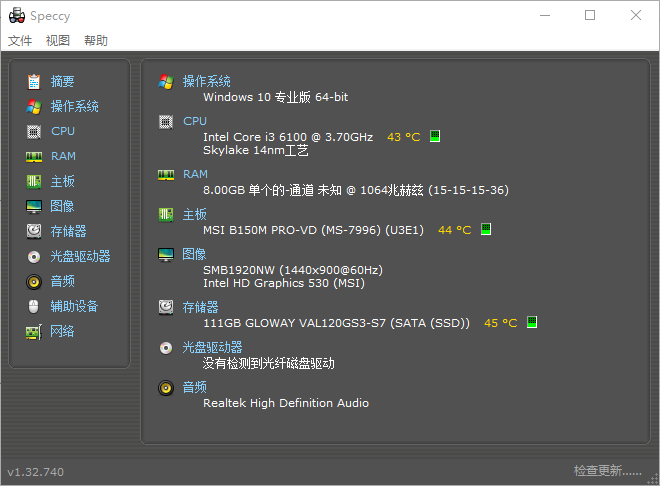 Speccy
文件 视图 帮助
摘要
操作系统
CPU
RAM
主板
图像
存储器
光盘驱动器
音频
辅助设备
网络
操作系统
Windows 10 专业版 64-bit
CPU
Intel Core i3 6100 @ 3.70GHz 43 °C
Skylake 14nm工艺
RAM
8.00GB 单个的-通道 未知 @ 1064兆赫兹 (15-15-15-36)
主板
MSI B150M PRO-VD (MS-7996) (U3E1) 44 °C
图像
SMB1920NW (1440x900@60Hz)
Intel HD Graphics 530 (MSI)
存储器
111GB GLOWAY VAL120GS3-S7 (SATA (SSD)) 45 °C
光盘驱动器
没有检测到光纤磁盘驱动
音频
Realtek High Definition Audio
v1.32.740
检查更新......